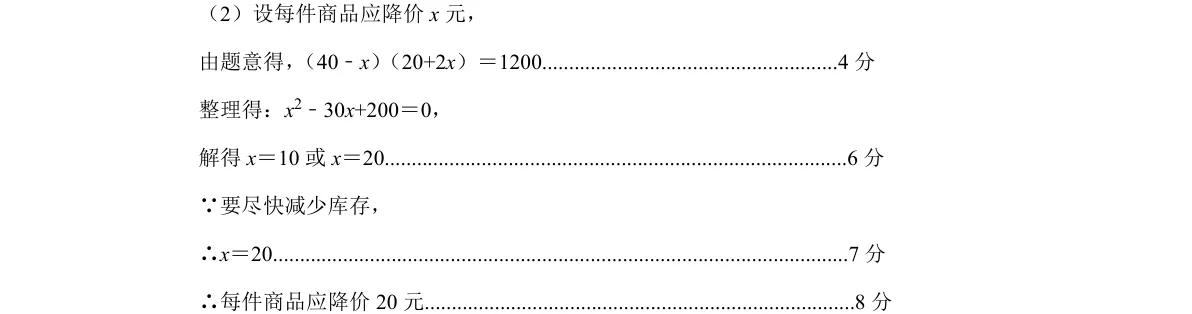 （2）设每件商品应降价 x 元，
由题意得，（40﹣x）（20+2x）＝1200.......................................................4 分
整理得：x²﹣30x+200＝0，
解得 x＝10 或 x＝20......................................................................................6 分
∵要尽快减少库存，
∴x＝20...........................................................................................................7 分
∴每件商品应降价 20 元................................................................................8 分